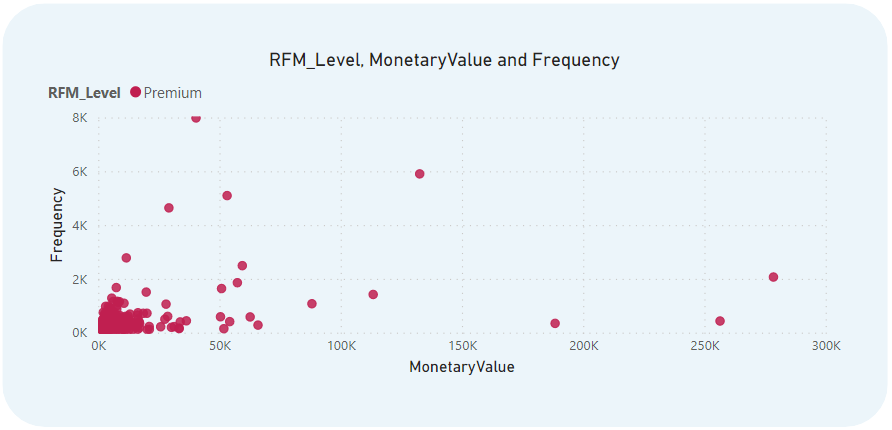 RFM_Level, MonetaryValue and Frequency
RFM_Level Premium
8K
6K
4K
2K
0K
Frequency
0K 50K 100K 150K 200K 250K 300K
MonetaryValue